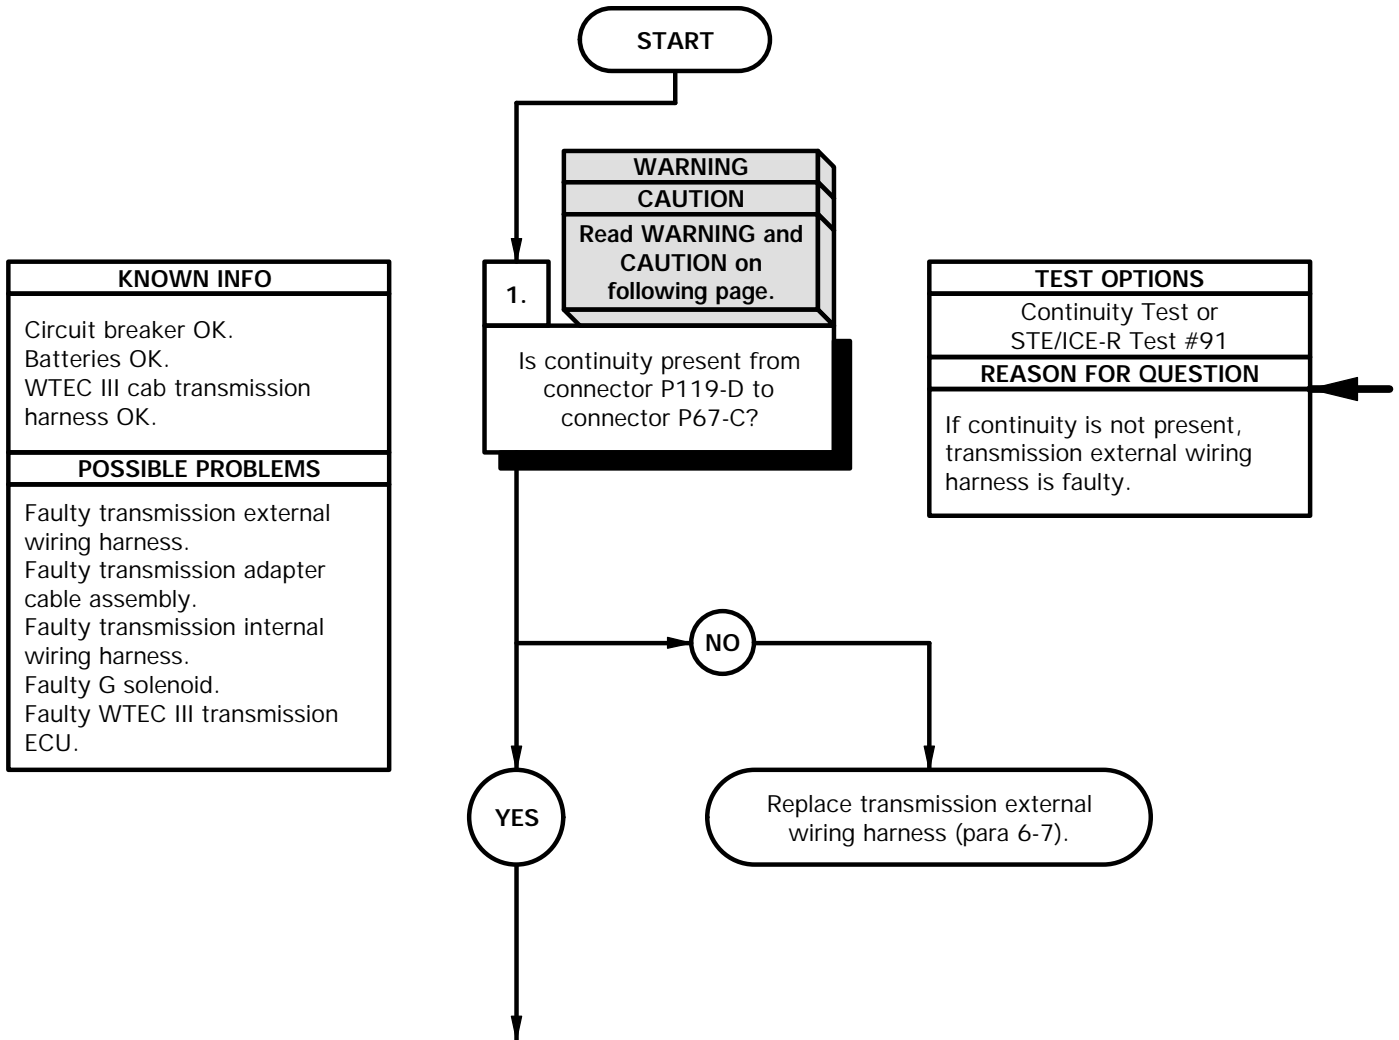 START
WARNING
CAUTION
Read WARNING and
CAUTION on
following page.
KNOWN INFO
Circuit breaker OK.
Batteries OK.
WTEC III cab transmission
harness OK.
POSSIBLE PROBLEMS
Faulty transmission external
wiring harness.
Faulty transmission adapter
cable assembly.
Faulty transmission internal
wiring harness.
Faulty G solenoid.
Faulty WTEC III transmission
ECU.
1.
Is continuity present from
connector P119-D to
connector P67-C?
TEST OPTIONS
Continuity Test or
STE/ICE-R Test #91
REASON FOR QUESTION
If continuity is not present,
transmission external wiring
harness is faulty.
NO
YES
Replace transmission external
wiring harness (para 6-7).